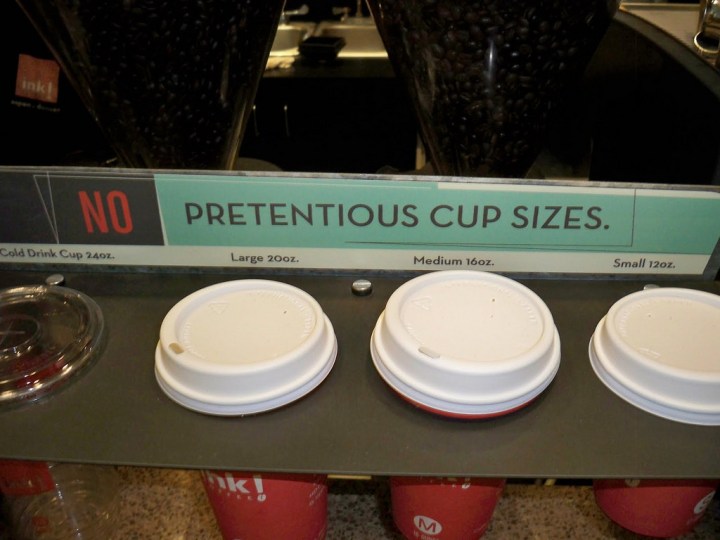 ink!
NO PRETENTIOUS CUP SIZES.
Cold Drink Cup 24oz. Large 20oz. Medium 16oz. Small 12oz.
ink!
M